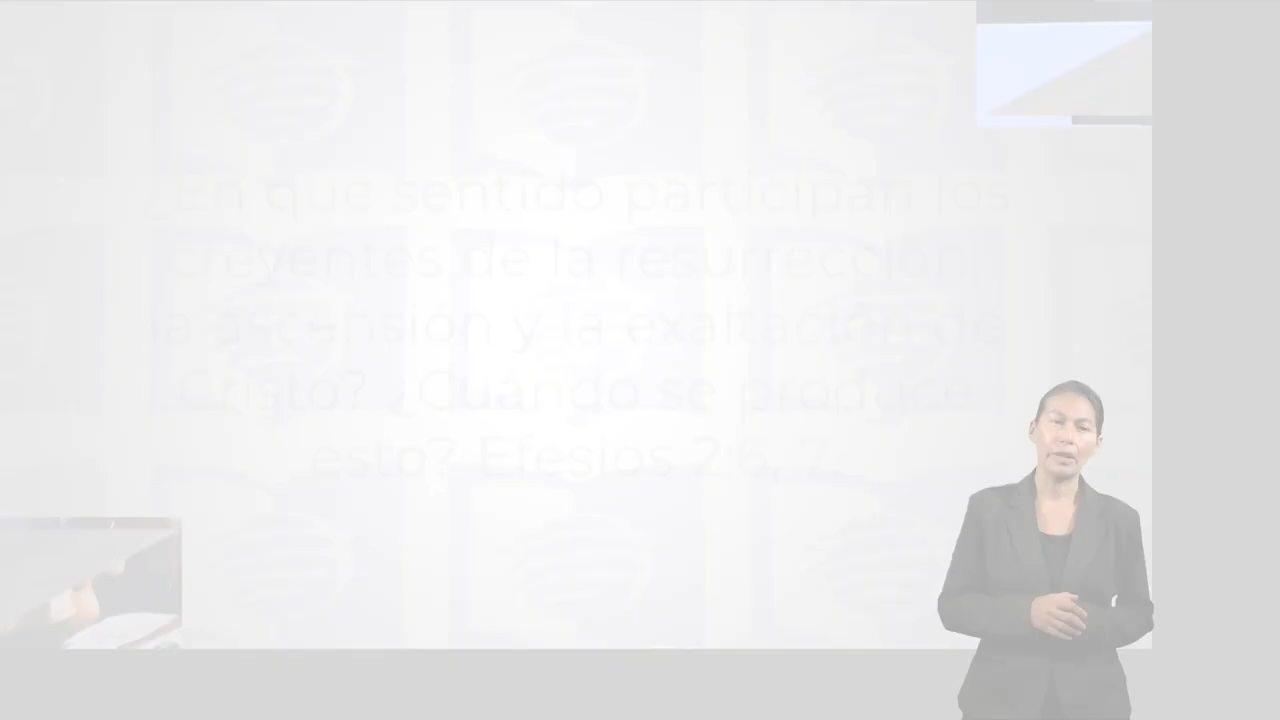 ¿En qué sentido participan los
creyentes de la resurrección,
la ascensión y la exaltación de
Cristo? ¿Cuándo se produce
esto? Efesios 2:6, 7